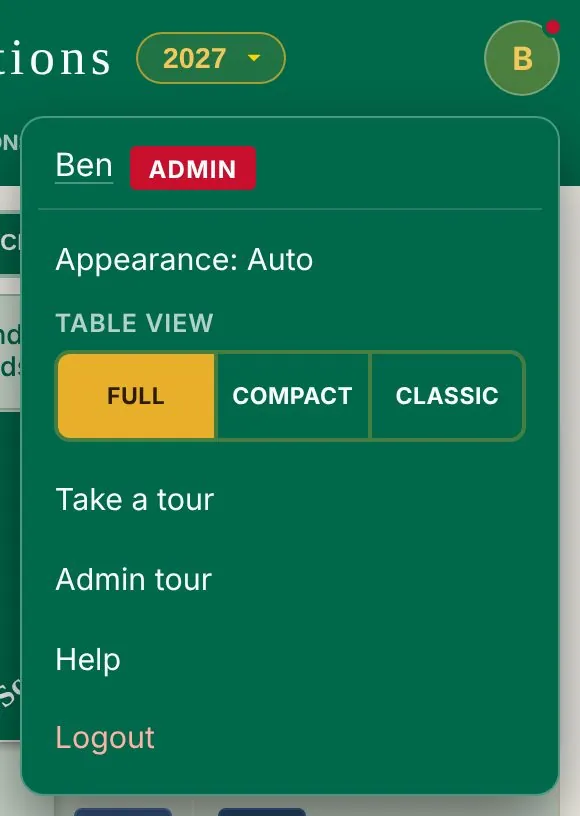 tions 2027 B
Ben ADMIN
Appearance: Auto
TABLE VIEW
FULL COMPACT CLASSIC
Take a tour
Admin tour
Help
Logout